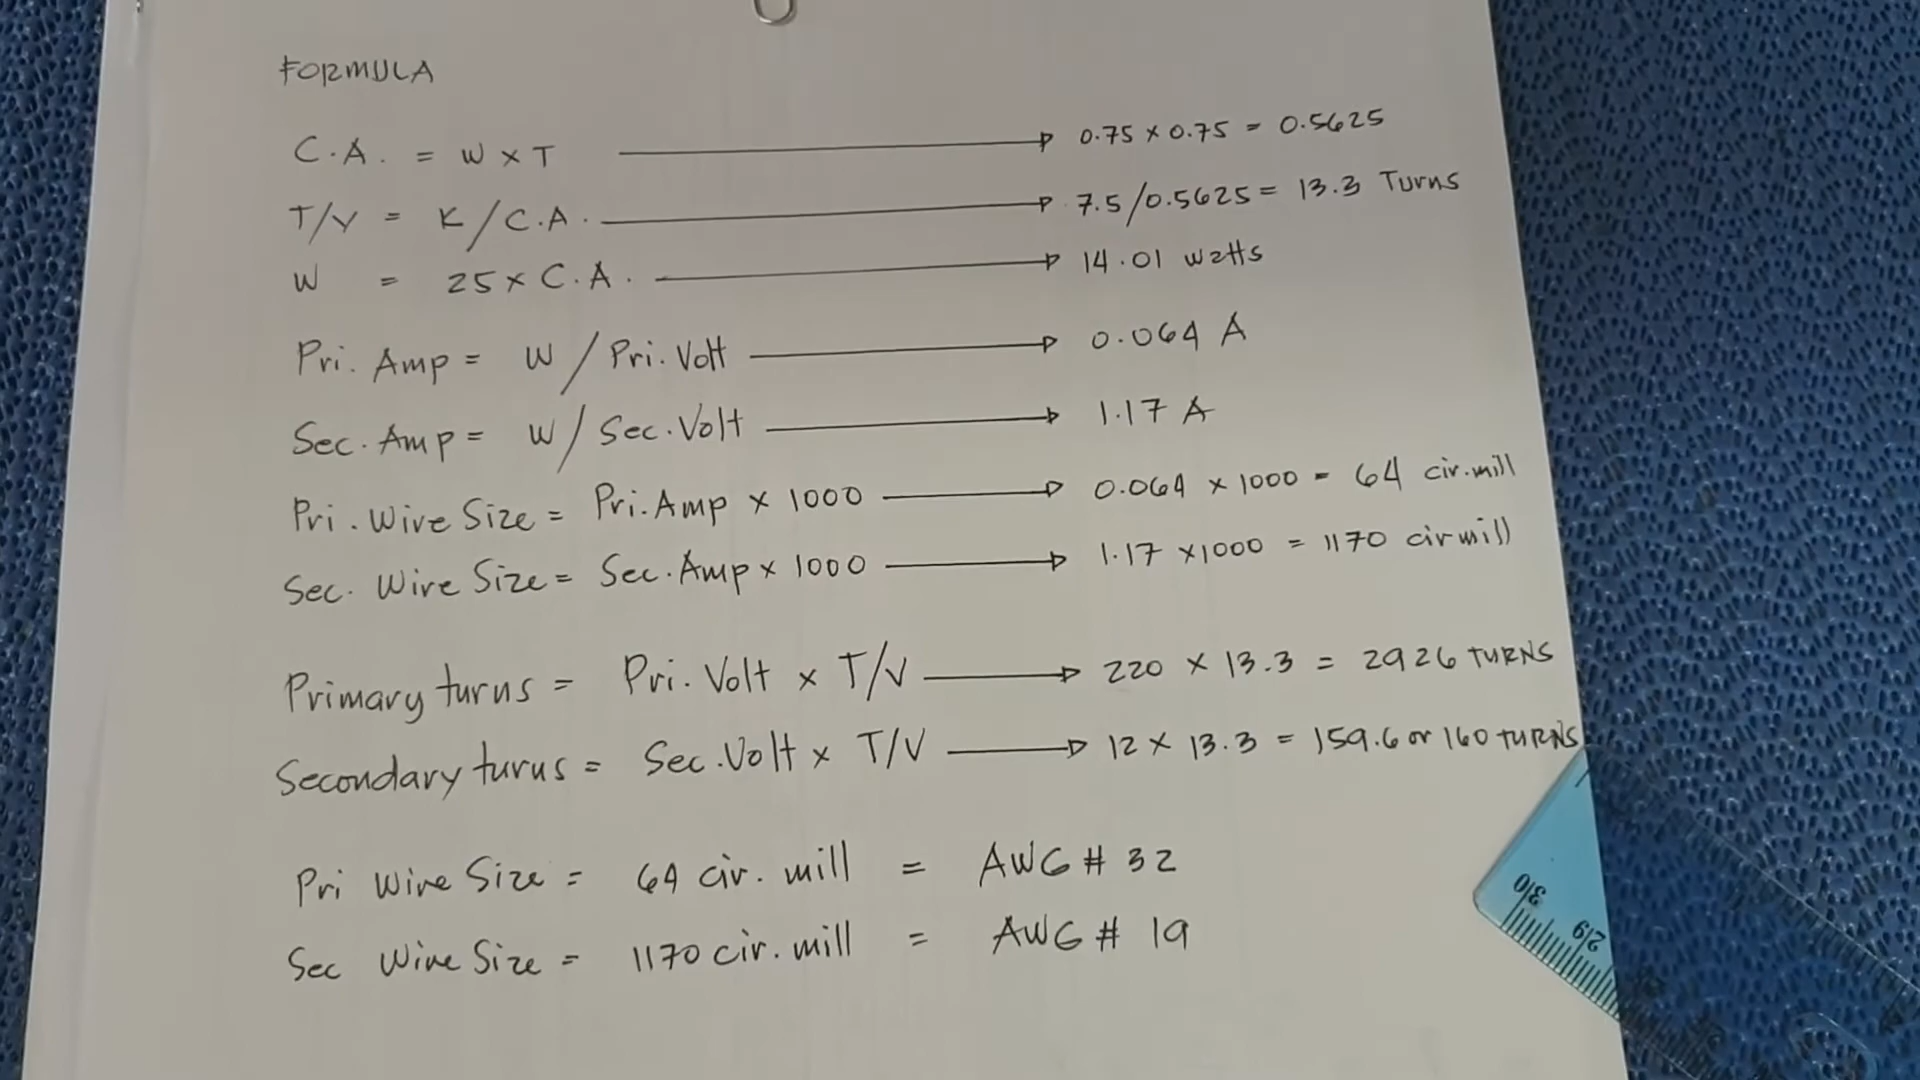 FORMULA
C.A. = W x T → 0.75 x 0.75 = 0.5625
T/V = K/C.A. → 7.5/0.5625 = 13.3 Turns
W = 25 x C.A. → 14.01 watts
Pri. Amp = W / Pri. Volt → 0.064 A
Sec. Amp = W / Sec. Volt → 1.17 A
Pri. Wire Size = Pri. Amp x 1000 → 0.064 x 1000 = 64 cir.mill
Sec. Wire Size = Sec. Amp x 1000 → 1.17 x 1000 = 1170 cir mill
Primary turns = Pri. Volt x T/V → 220 x 13.3 = 2926 TURNS
Secondary turns = Sec. Volt x T/V → 12 x 13.3 = 159.6 or 160 TURNS
Pri Wire Size = 64 cir. mill = AWG # 32
Sec Wire Size = 1170 cir. mill = AWG # 19
30
29